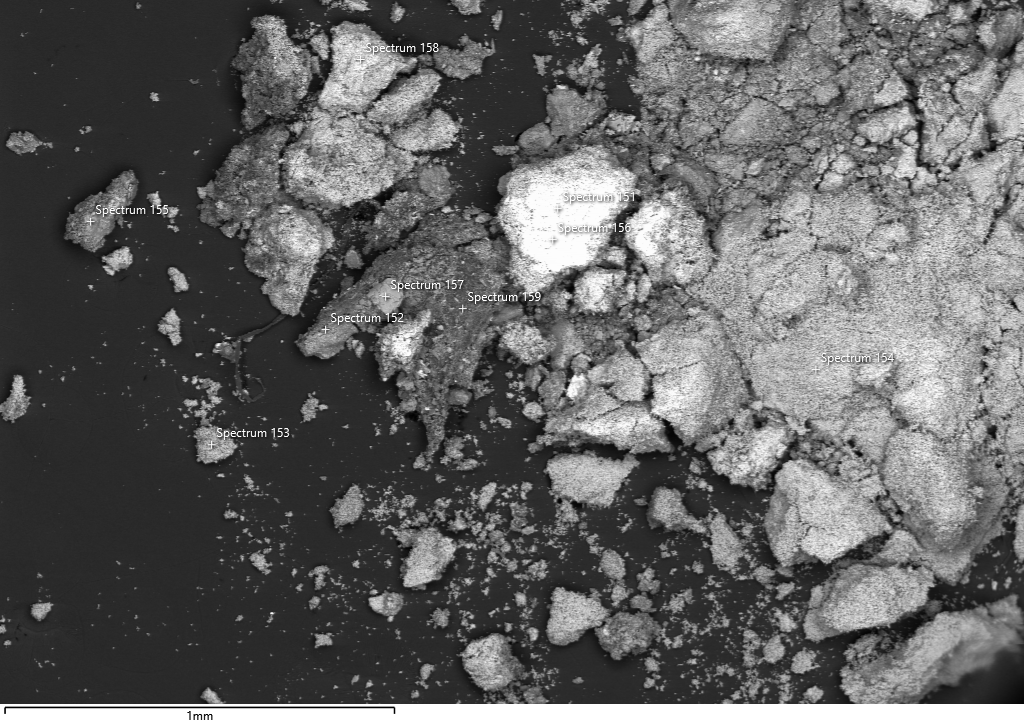 Spectrum 158
Spectrum 151
Spectrum 155
Spectrum 156
Spectrum 157
Spectrum 159
Spectrum 152
Spectrum 154
Spectrum 153
1mm